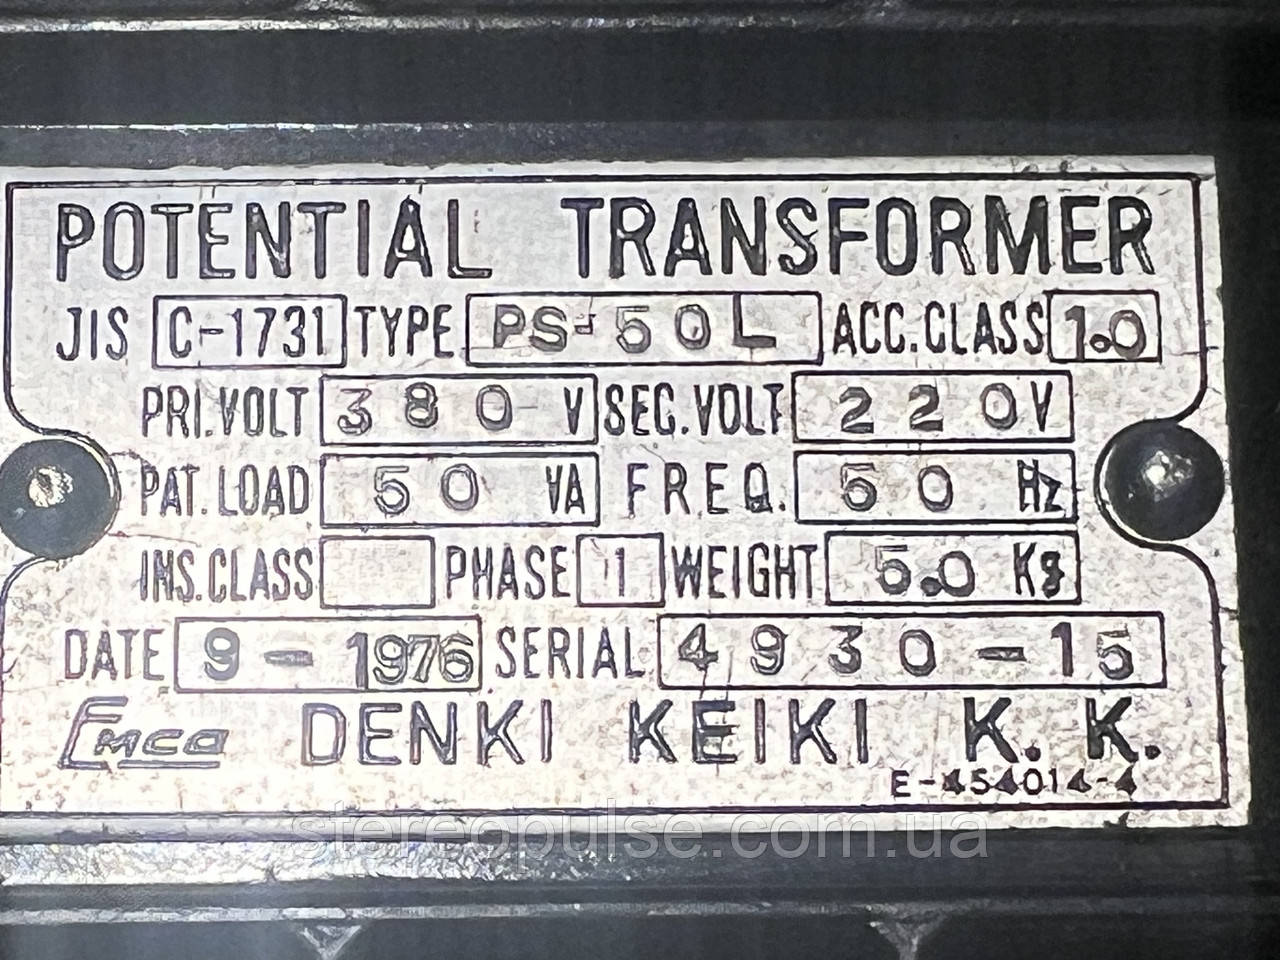 POTENTIAL TRANSFORMER
JIS C-1731 TYPE PS-50L ACC.CLASS 1.0
PRI.VOLT 380 V SEC.VOLT 220V
PAT.LOAD 50 VA FREQ. 50 Hz
INS.CLASS PHASE 1 WEIGHT 5.0 Kg
DATE 9-1976 SERIAL 4930-15
Emco DENKI KEIKI K.K.
E-454014-4
stereopulse.com.ua